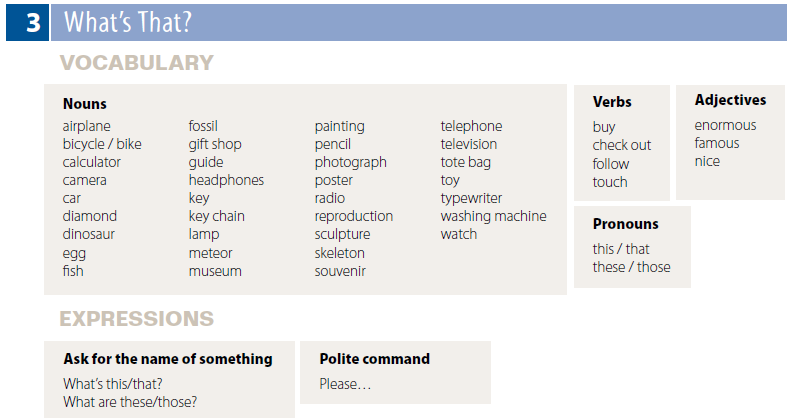 3 What's That?
VOCABULARY
Nouns
airplane
bicycle / bike
calculator
camera
car
diamond
dinosaur
egg
fish
fossil
gift shop
guide
headphones
key
key chain
lamp
meteor
museum
painting
pencil
photograph
poster
radio
reproduction
sculpture
skeleton
souvenir
telephone
television
tote bag
toy
typewriter
washing machine
watch
Verbs
buy
check out
follow
touch
Adjectives
enormous
famous
nice
Pronouns
this / that
these / those
EXPRESSIONS
Ask for the name of something
What's this/that?
What are these/those?
Polite command
Please...